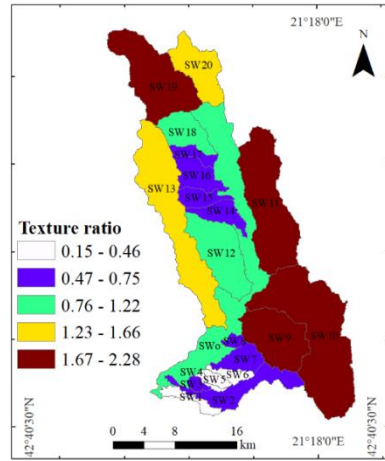 21°18'0"E
N
SW20
SW19
SW18
SW17
SW16
SW13
SW15
SW14
SW11
SW12
Texture ratio
0.15 - 0.46
0.47 - 0.75
0.76 - 1.22
1.23 - 1.66
1.67 - 2.28
SW8
SW9
SW10
SW7
SW4
SW6
SW5
SW3
SW2
42°40'30"N
0 4 8 16
km
21°18'0"E
42°40'30"N